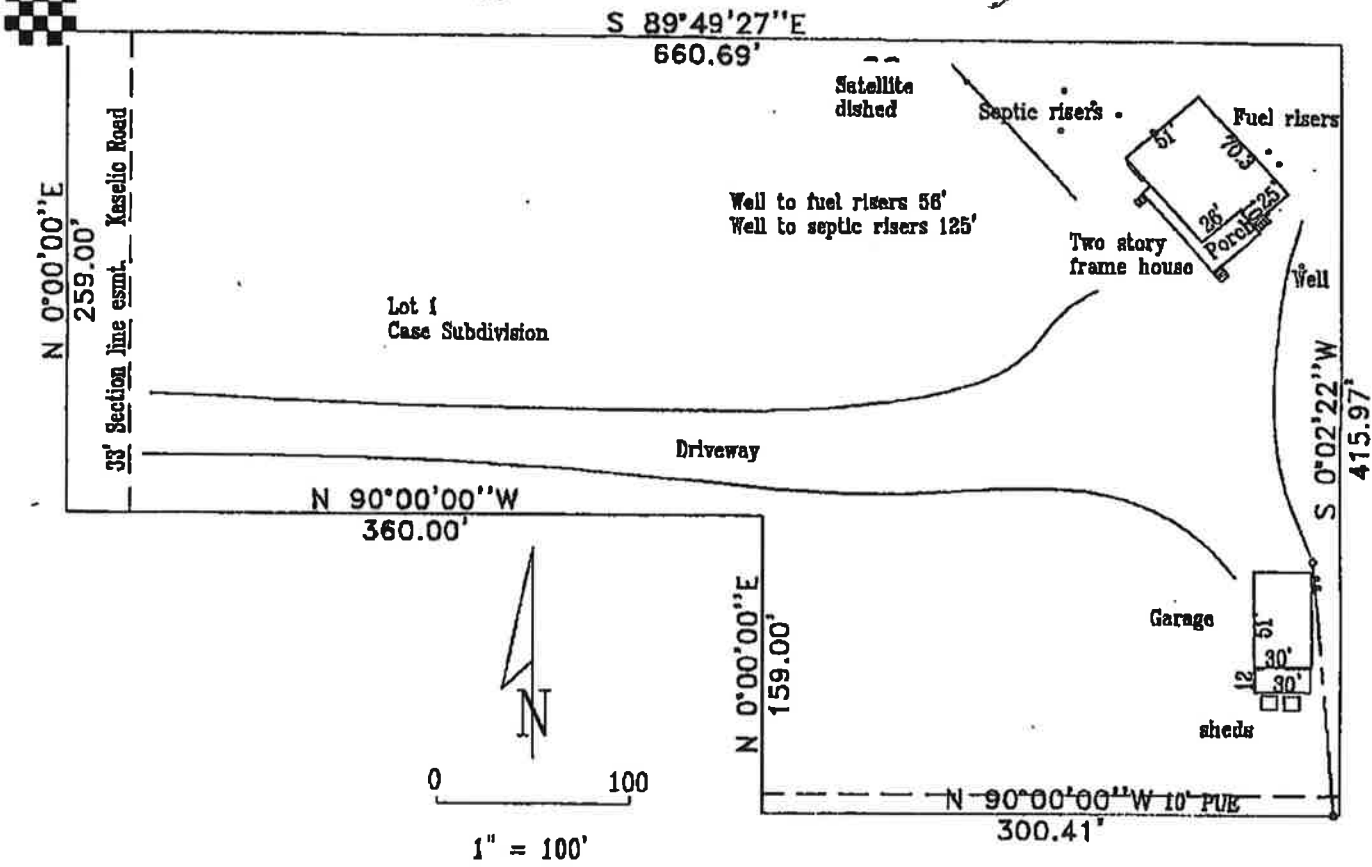 S 89°49'27"E
660.69'
Satellite
dished
Septic risers
Fuel risers
51'
70.3
Well to fuel risers 56'
Well to septic risers 125'
26'
25'
Porch
Two story
frame house
Well
N 0°00'00"E
259.00'
33' Section line esmt. Keselic Road
Lot 1
Case Subdivision
S 0°02'22"W
415.97'
Driveway
N 90°00'00"W
360.00'
N 0°00'00"E
159.00'
Garage
51'
30'
12
30'
sheds
N
0 100
1" = 100'
N 90°00'00"W 10' PUE
300.41'